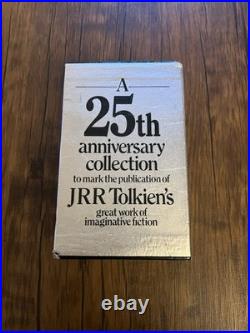 A
25th
anniversary
collection
to mark the publication of
JRR Tolkien's
great work of
imaginative fiction